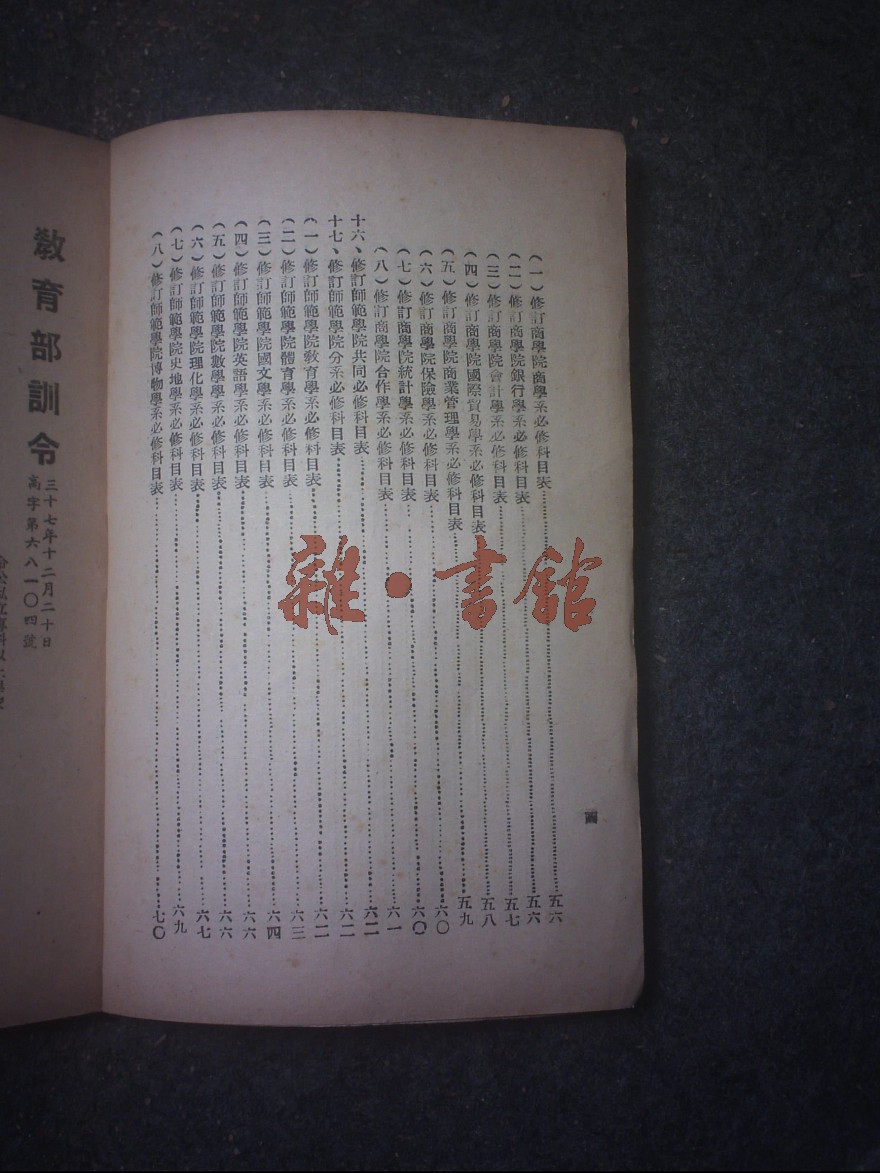 (一)修訂商學院商學系必修科目表……五六
(二)修訂商學院銀行學系必修科目表……五六
(三)修訂商學院會計學系必修科目表……五七
(四)修訂商學院國際貿易學系必修科目表……五八
(五)修訂商學院商業管理學系必修科目表……五九
(六)修訂商學院保險學系必修科目表……六〇
(七)修訂商學院統計學系必修科目表……六〇
(八)修訂商學院合作學系必修科目表……六一
十六、修訂師範學院共同必修科目表……六二
十七、修訂師範學院分系必修科目表……六二
(一)修訂師範學院教育學系必修科目表……六二
(二)修訂師範學院體育學系必修科目表……六三
(三)修訂師範學院國文學系必修科目表……六四
(四)修訂師範學院英語學系必修科目表……六六
(五)修訂師範學院數學學系必修科目表……六六
(六)修訂師範學院理化學系必修科目表……六七
(七)修訂師範學院史地學系必修科目表……六九
(八)修訂師範學院博物學系必修科目表……七〇
四
雜·書館
教育部訓令
三十七年十二月二十日
高字第六八一〇四號